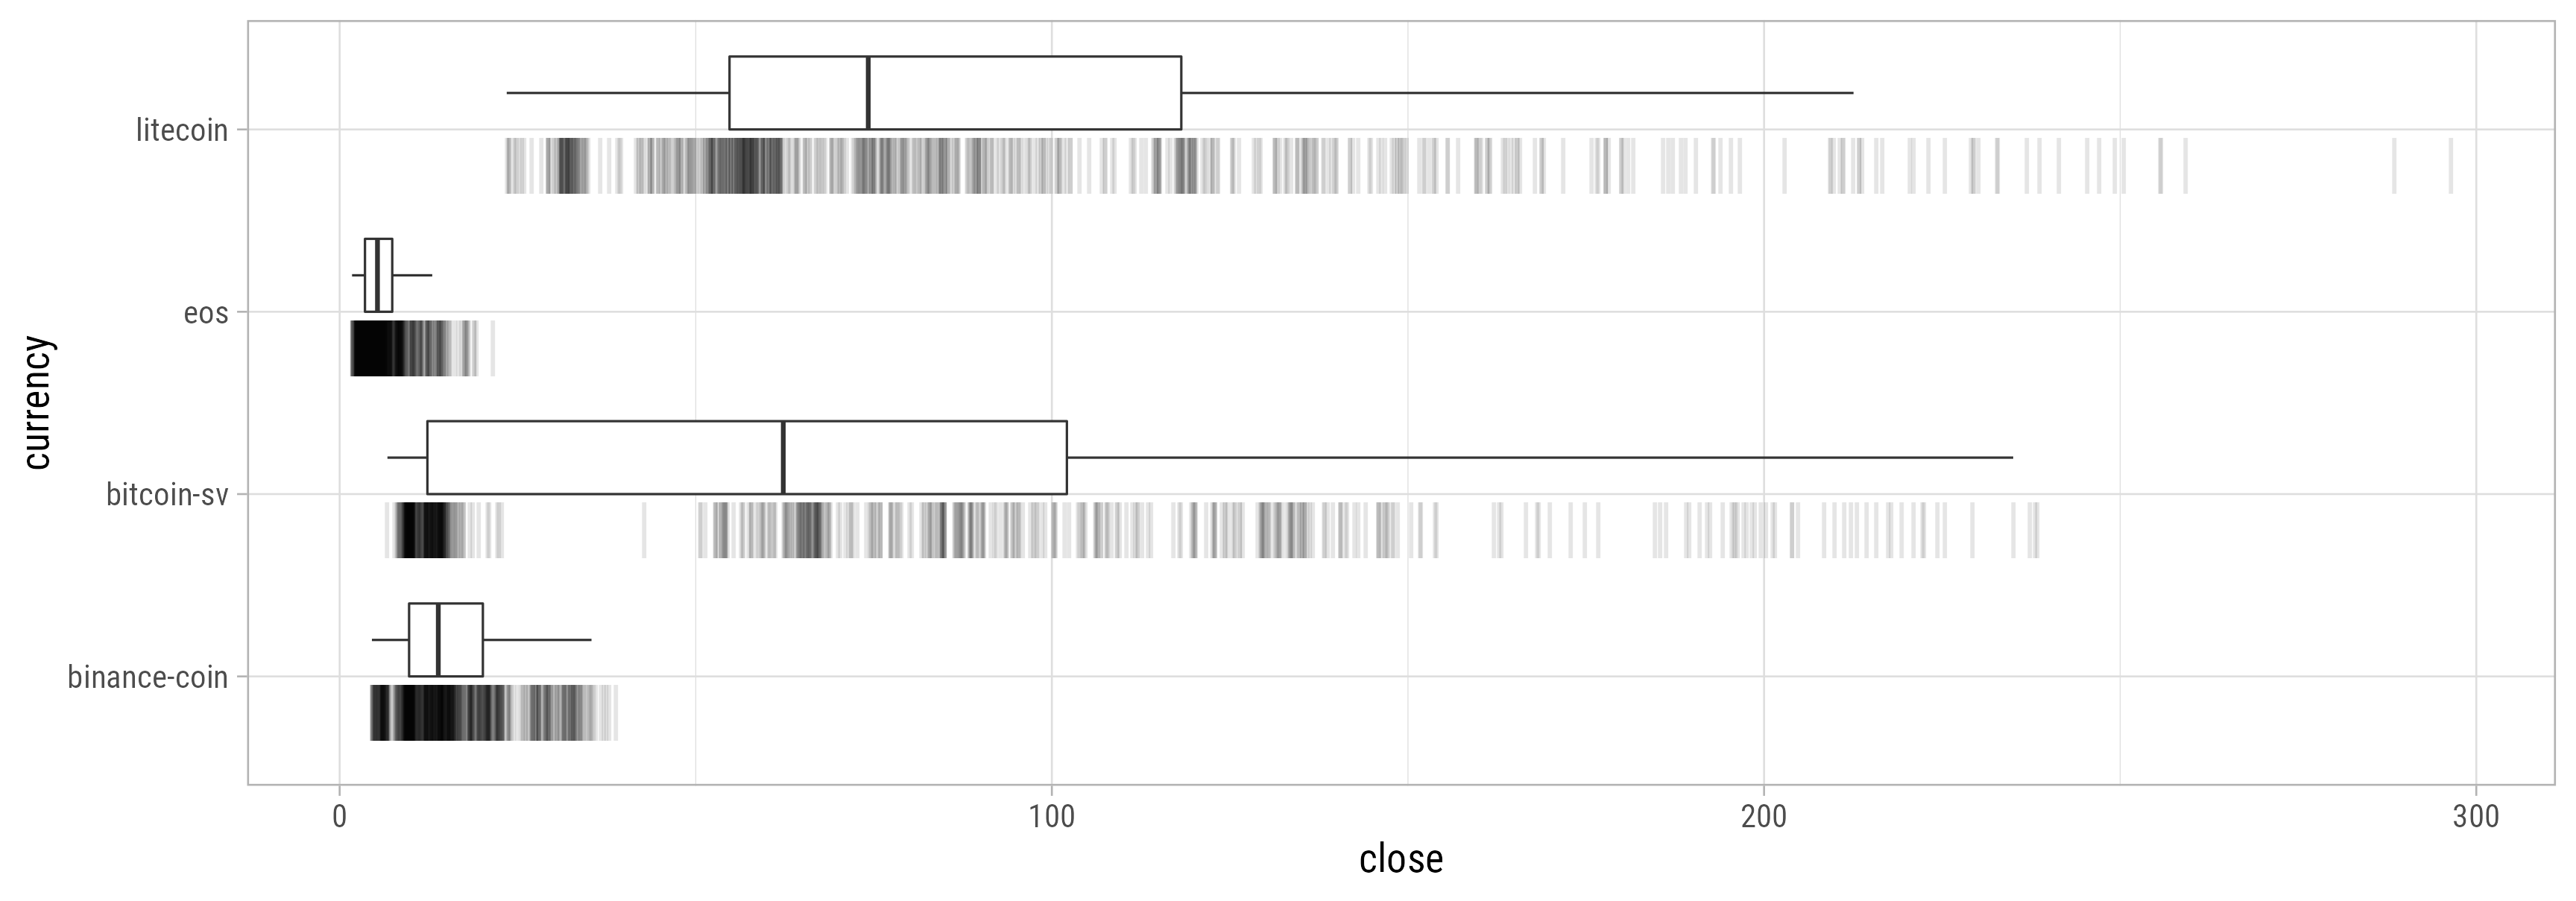 litecoin
eos
bitcoin-sv
binance-coin
currency
0 100 200 300
close